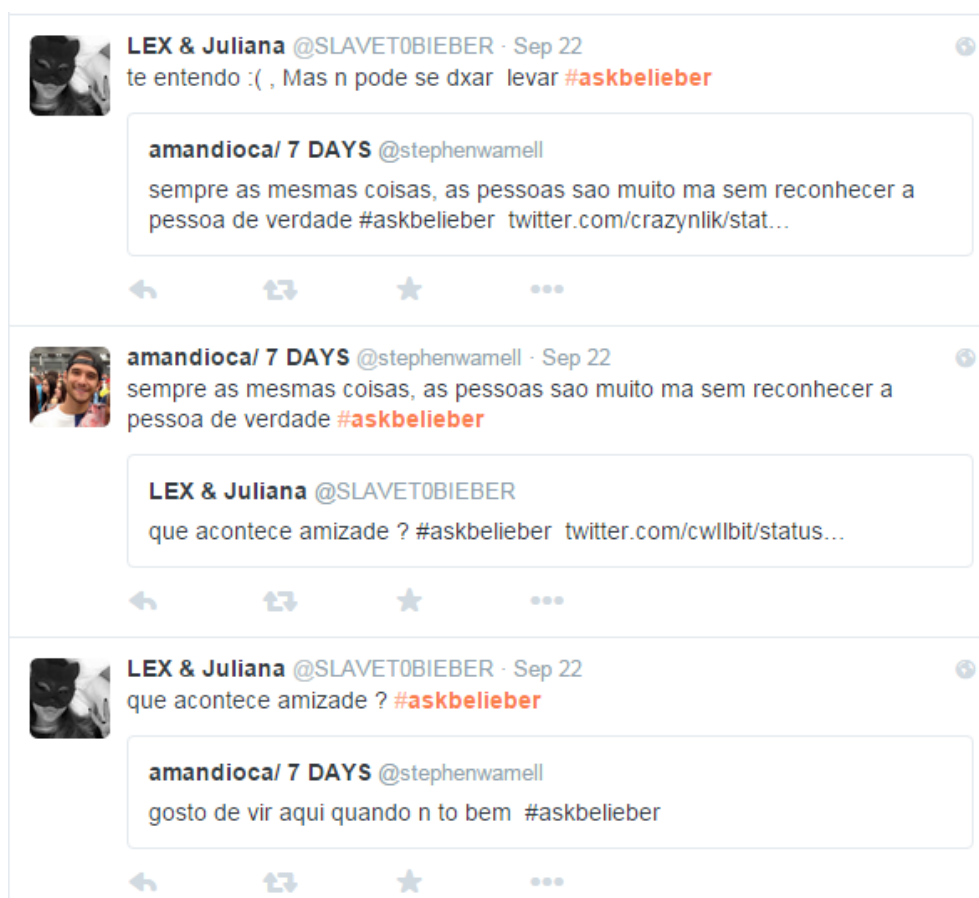 LEX & Juliana @SLAVET0BIEBER · Sep 22
te entendo :( , Mas n pode se dxar levar #askbelieber
amandioca/ 7 DAYS @stephenwamell
sempre as mesmas coisas, as pessoas sao muito ma sem reconhecer a
pessoa de verdade #askbelieber twitter.com/crazynlik/stat…
amandioca/ 7 DAYS @stephenwamell · Sep 22
sempre as mesmas coisas, as pessoas sao muito ma sem reconhecer a
pessoa de verdade #askbelieber
LEX & Juliana @SLAVET0BIEBER
que acontece amizade ? #askbelieber twitter.com/cwllbit/status…
LEX & Juliana @SLAVET0BIEBER · Sep 22
que acontece amizade ? #askbelieber
amandioca/ 7 DAYS @stephenwamell
gosto de vir aqui quando n to bem #askbelieber